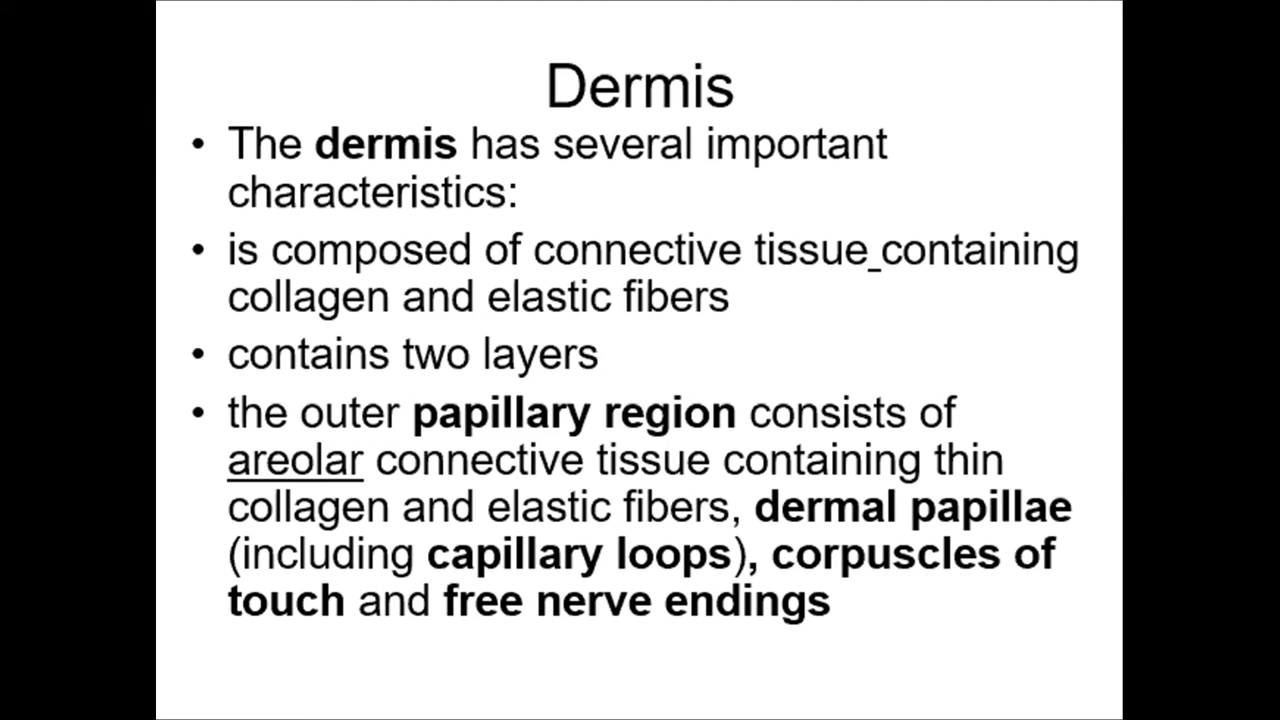 Dermis
• The dermis has several important
characteristics:
• is composed of connective tissue containing
collagen and elastic fibers
• contains two layers
• the outer papillary region consists of
areolar connective tissue containing thin
collagen and elastic fibers, dermal papillae
(including capillary loops), corpuscles of
touch and free nerve endings